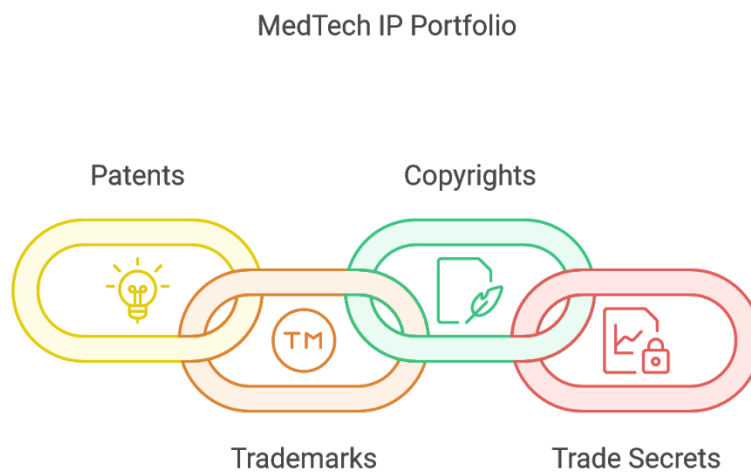 MedTech IP Portfolio
Patents
Copyrights
TM
Trademarks
Trade Secrets